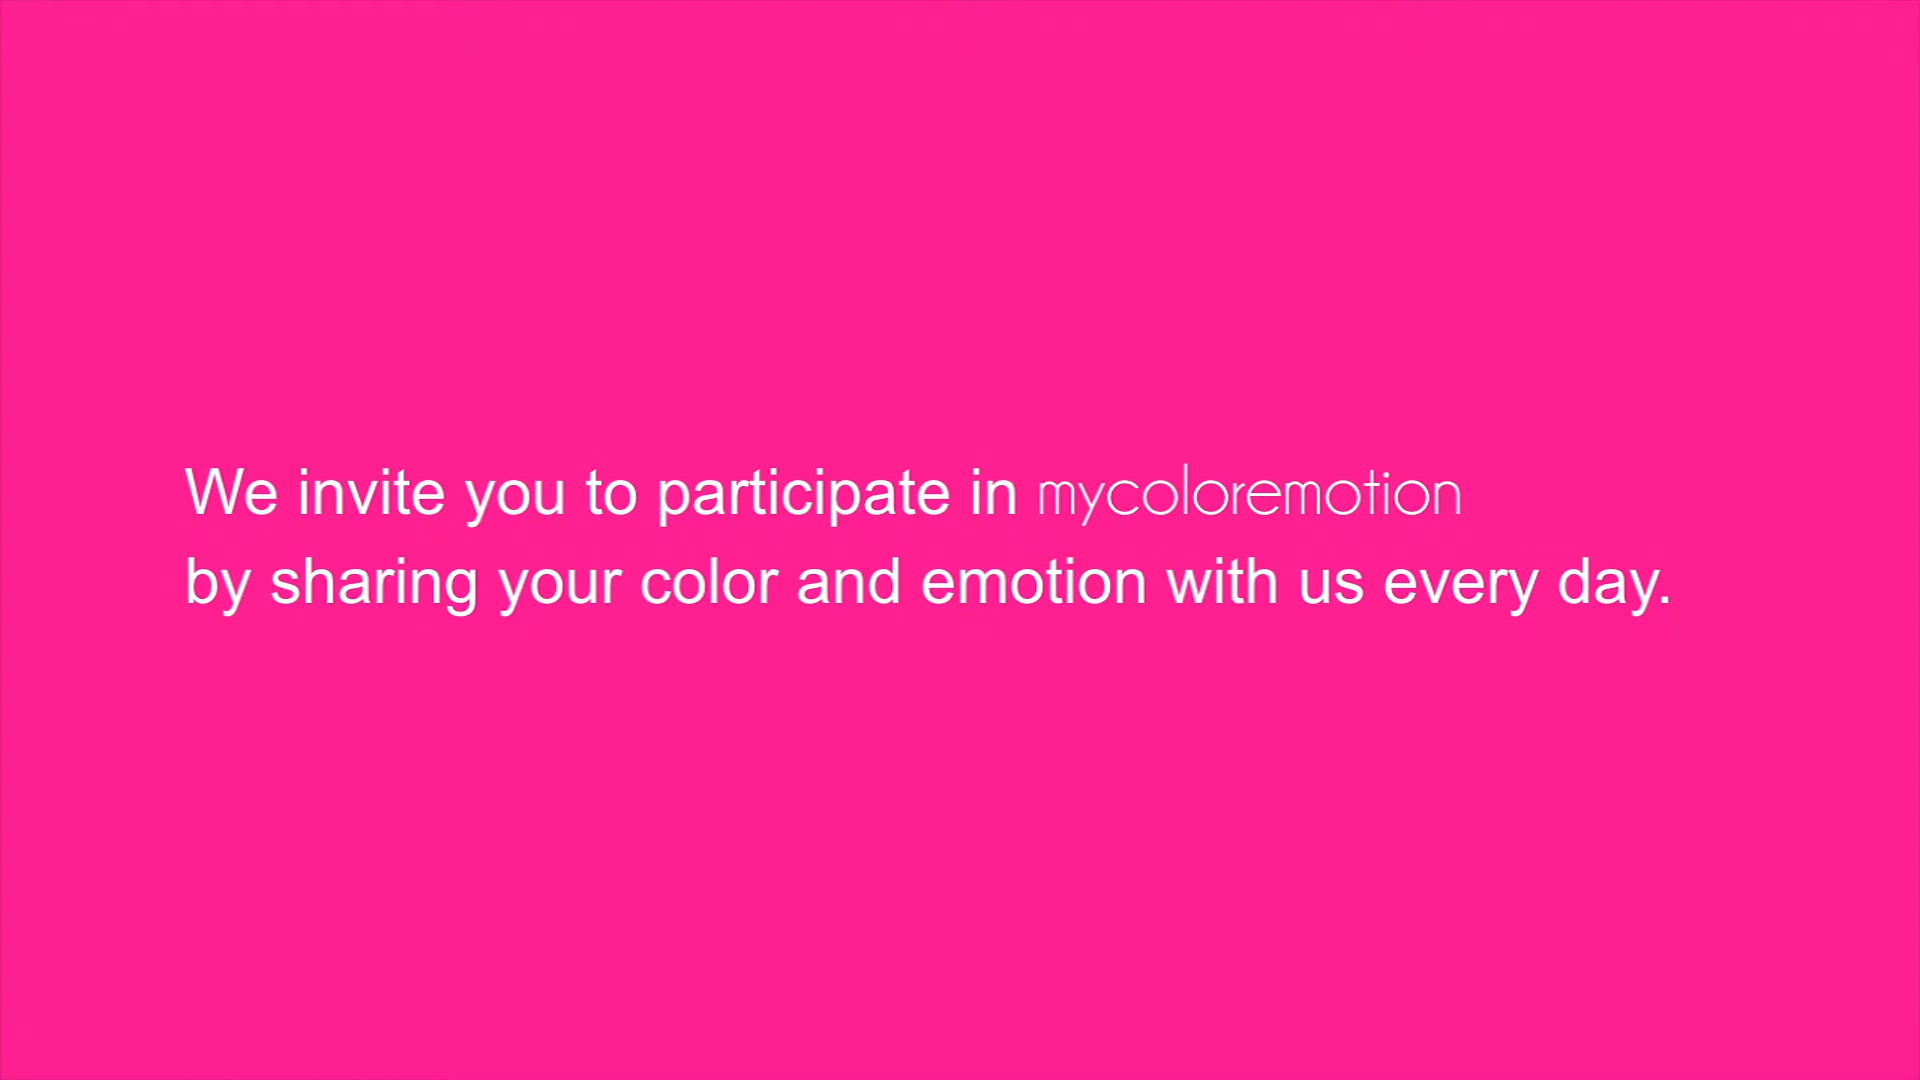 We invite you to participate in mycoloremotion
by sharing your color and emotion with us every day.